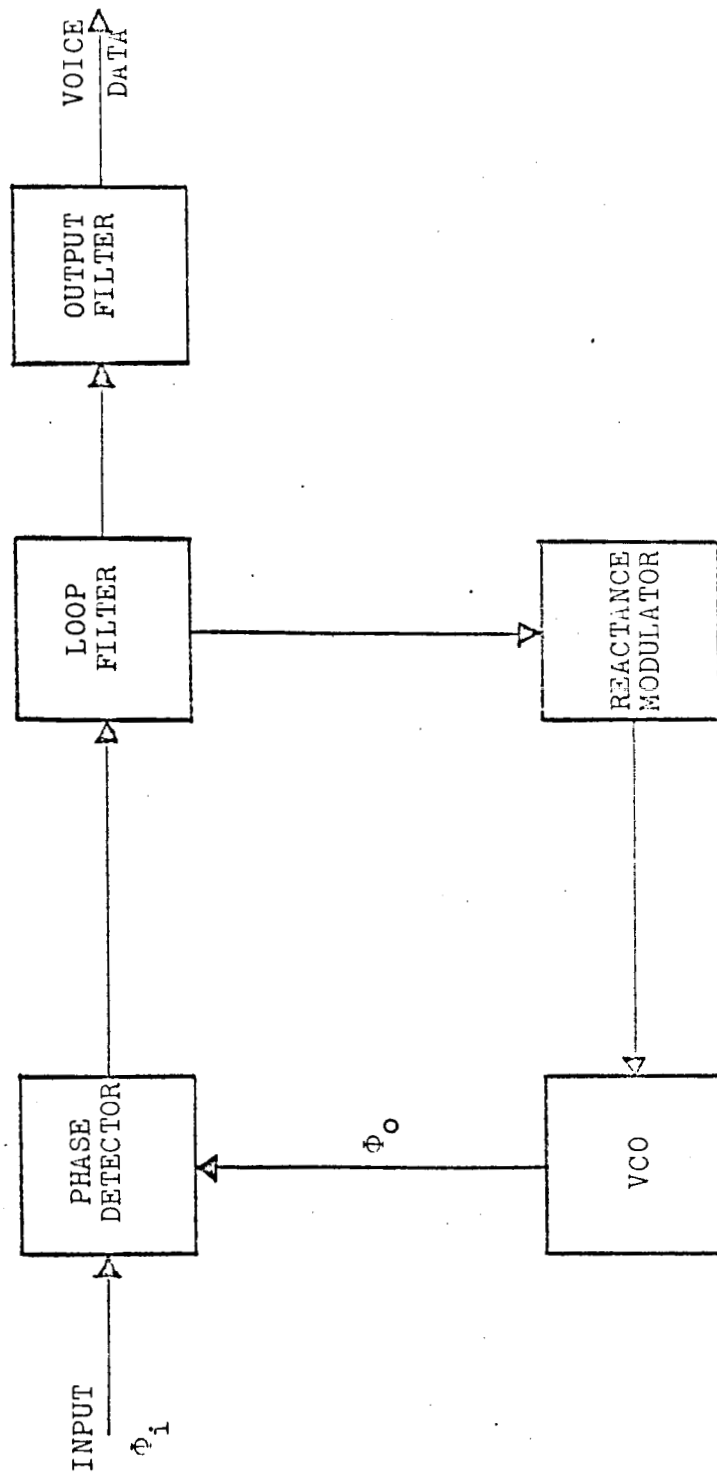 INPUT
Φi
PHASE
DETECTOR
LOOP
FILTER
OUTPUT
FILTER
VOICE
DATA
Φo
VCO
REACTANCE
MODULATOR